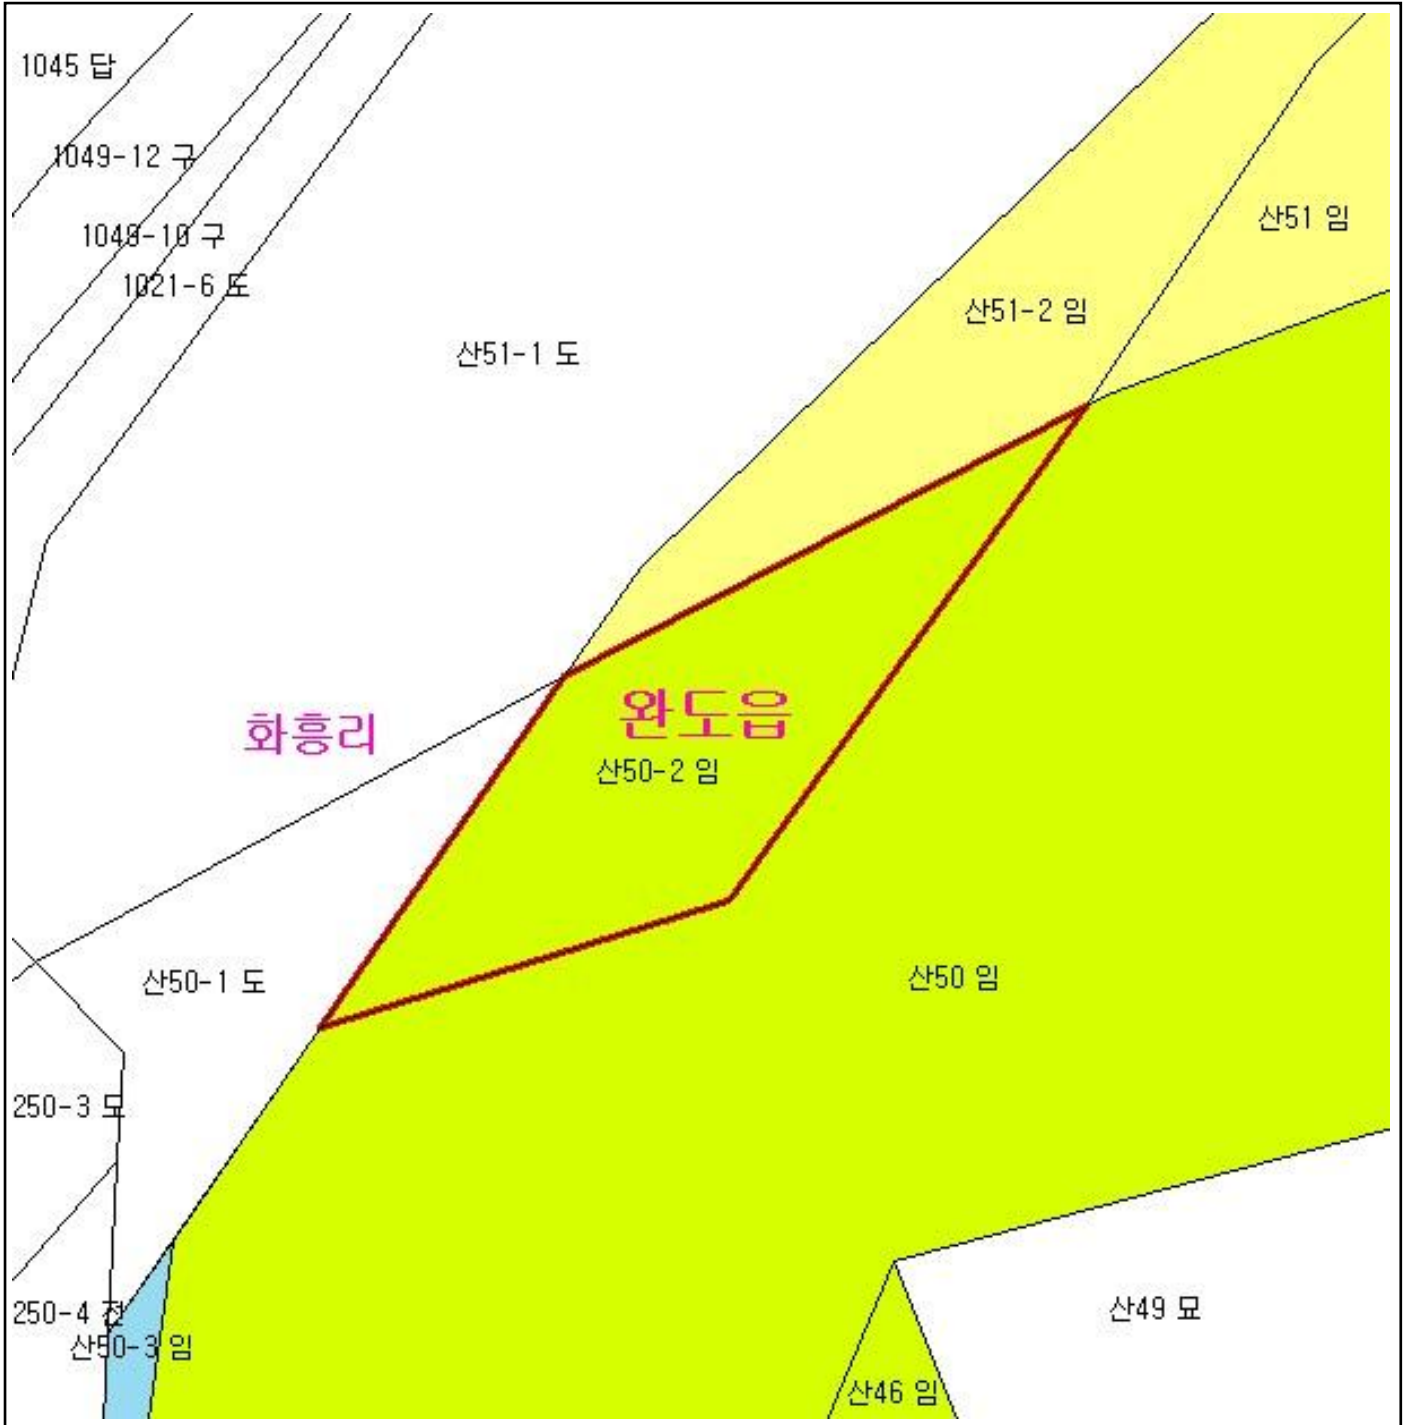 1045 답
1049-12 구
1049-10 구
1021-6 도
산51 임
산51-2 임
산51-1 도
완도읍
화흥리
산50-2 임
산50-1 도
산50 임
250-3 묘
250-4 전
산50-3 임
산49 묘
산46 임